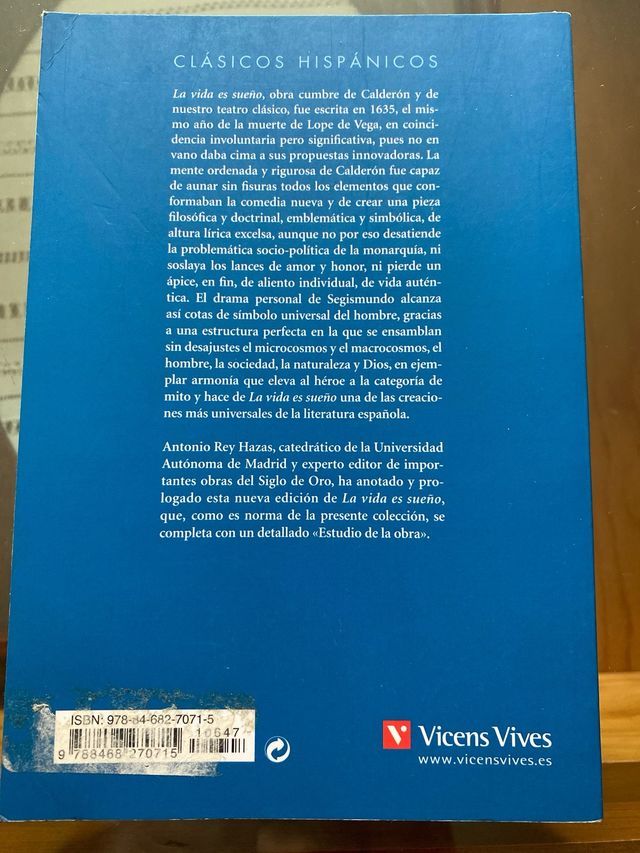 CLÁSICOS HISPÁNICOS
La vida es sueño, obra cumbre de Calderón y de
nuestro teatro clásico, fue escrita en 1635, el mis-
mo año de la muerte de Lope de Vega, en coinci-
dencia involuntaria pero significativa, pues no en
vano daba cima a sus propuestas innovadoras. La
mente ordenada y rigurosa de Calderón fue capaz
de aunar sin fisuras todos los elementos que con-
formaban la comedia nueva y de crear una pieza
filosófica y doctrinal, emblemática y simbólica, de
altura lírica excelsa, aunque no por eso desatiende
la problemática socio-política de la monarquía, ni
soslaya los lances de amor y honor, ni pierde un
ápice, en fin, de aliento individual, de vida autén-
tica. El drama personal de Segismundo alcanza
así cotas de símbolo universal del hombre, gracias
a una estructura perfecta en la que se ensamblan
sin desajustes el microcosmos y el macrocosmos, el
hombre, la sociedad, la naturaleza y Dios, en ejem-
plar armonía que eleva al héroe a la categoría de
mito y hace de La vida es sueño una de las creacio-
nes más universales de la literatura española.
Antonio Rey Hazas, catedrático de la Universidad
Autónoma de Madrid y experto editor de impor-
tantes obras del Siglo de Oro, ha anotado y pro-
logado esta nueva edición de La vida es sueño,
que, como es norma de la presente colección, se
completa con un detallado «Estudio de la obra».
ISBN: 978-84-682-7071-5
10647
9 788468 270715
V Vicens Vives
www.vicensvives.es